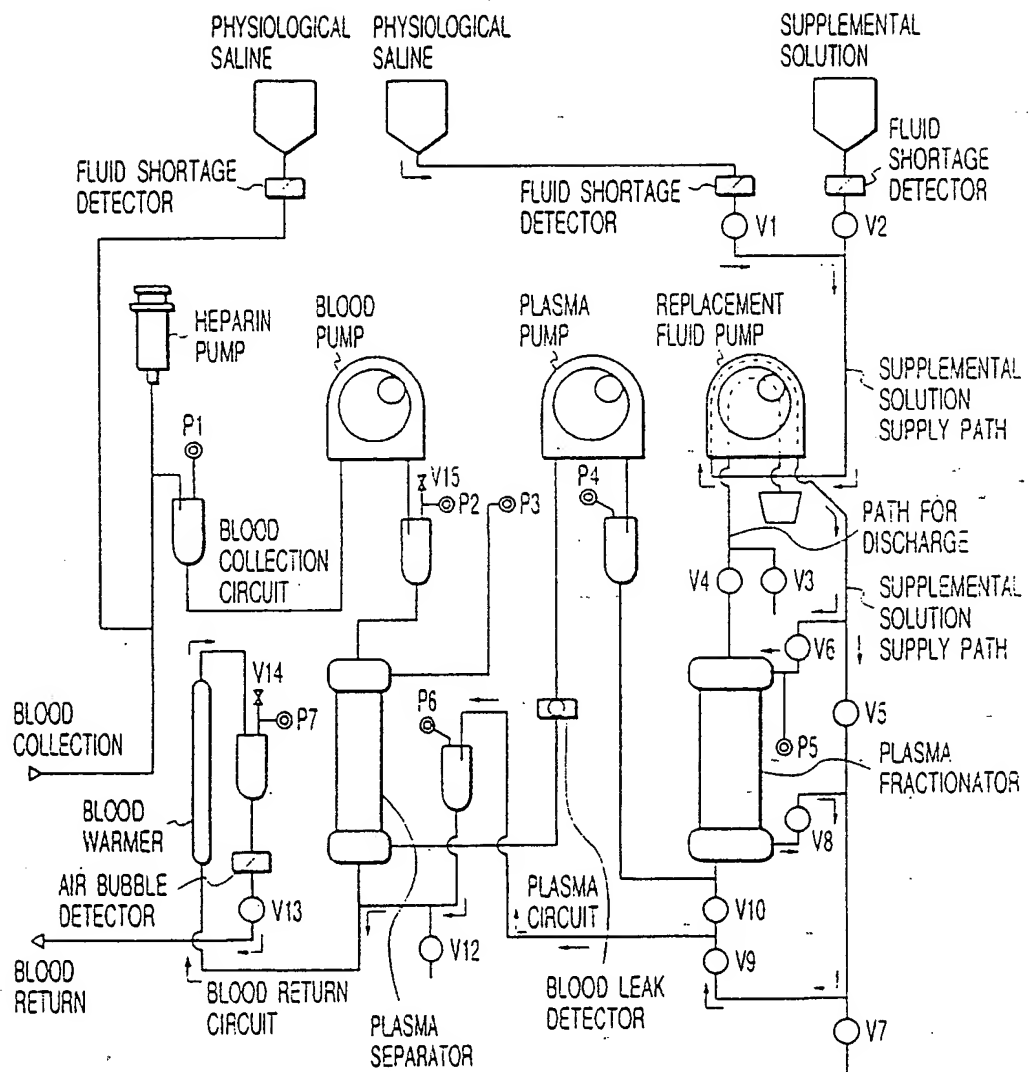 PHYSIOLOGICAL
SALINE
PHYSIOLOGICAL
SALINE
SUPPLEMENTAL
SOLUTION
FLUID SHORTAGE
DETECTOR
FLUID SHORTAGE
DETECTOR
FLUID
SHORTAGE
DETECTOR
V1
V2
HEPARIN
PUMP
BLOOD
PUMP
PLASMA
PUMP
REPLACEMENT
FLUID PUMP
SUPPLEMENTAL
SOLUTION
SUPPLY PATH
P1
V15
P2
P3
P4
BLOOD
COLLECTION
CIRCUIT
PATH FOR
DISCHARGE
V4
V3
SUPPLEMENTAL
SOLUTION
SUPPLY PATH
V6
V14
P7
P6
V5
P5
BLOOD
COLLECTION
PLASMA
FRACTIONATOR
BLOOD
WARMER
V8
AIR BUBBLE
DETECTOR
V13
PLASMA
CIRCUIT
V10
V12
V9
BLOOD
RETURN
BLOOD RETURN
CIRCUIT
PLASMA
SEPARATOR
BLOOD LEAK
DETECTOR
V7